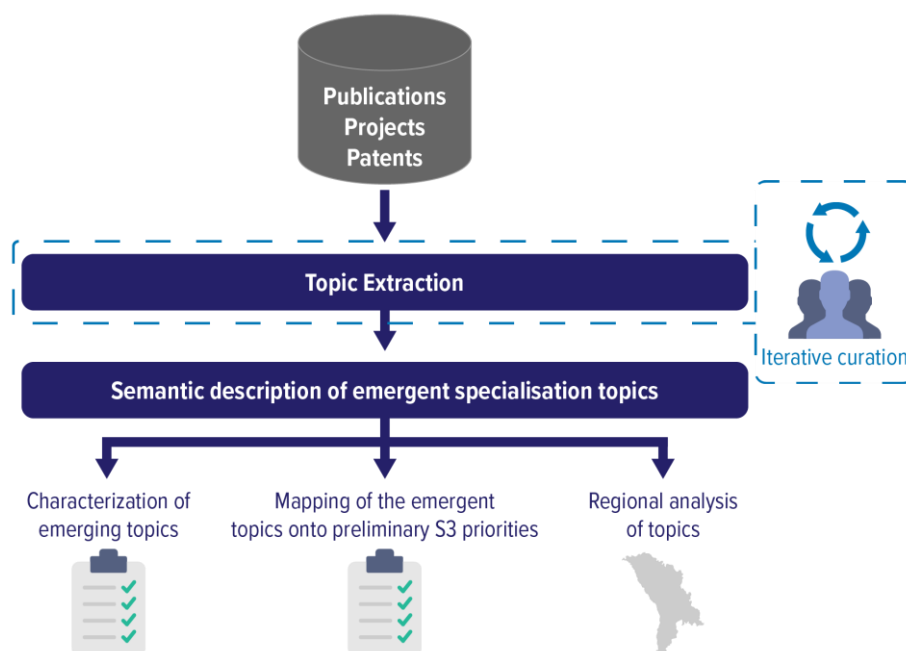 Publications
Projects
Patents
Topic Extraction
Iterative curation
Semantic description of emergent specialisation topics
Characterization of
emerging topics
Mapping of the emergent
topics onto preliminary S3 priorities
Regional analysis
of topics